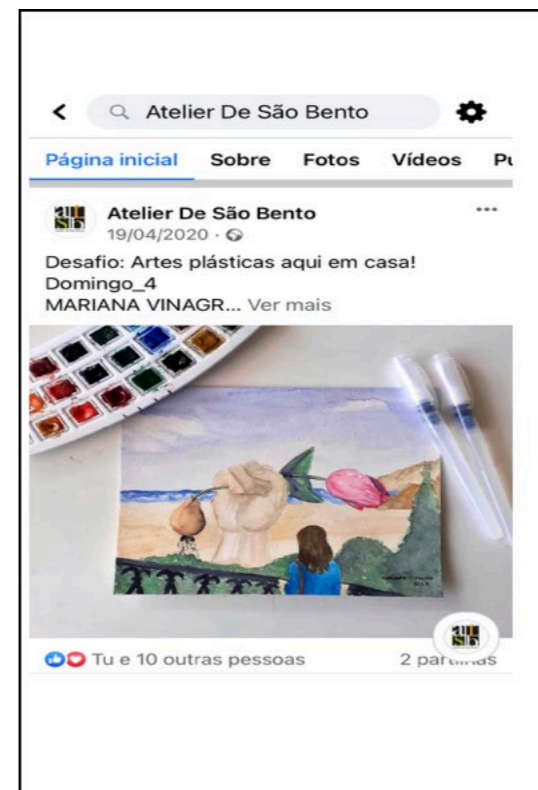 Atelier De São Bento
Página inicial Sobre Fotos Vídeos
Atelier De São Bento
19/04/2020
Desafio: Artes plásticas aqui em casa!
Domingo_4
MARIANA VINAGR... Ver mais
Tu e 10 outras pessoas 2 partilhas